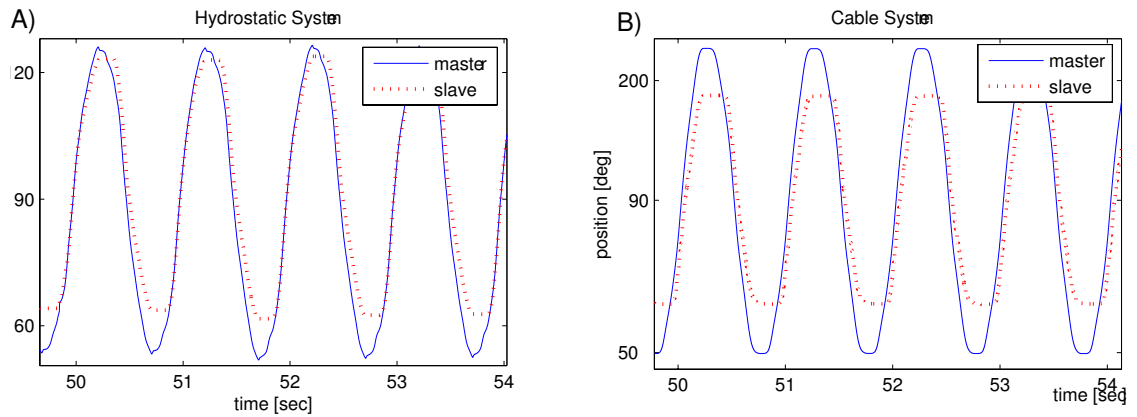 A)
Hydrostatic System
master
slave
20
90
60
50
51
52
53
54
time [sec]
B)
Cable System
master
slave
position [deg]
200
90
50
50
51
52
53
54
time [sec]